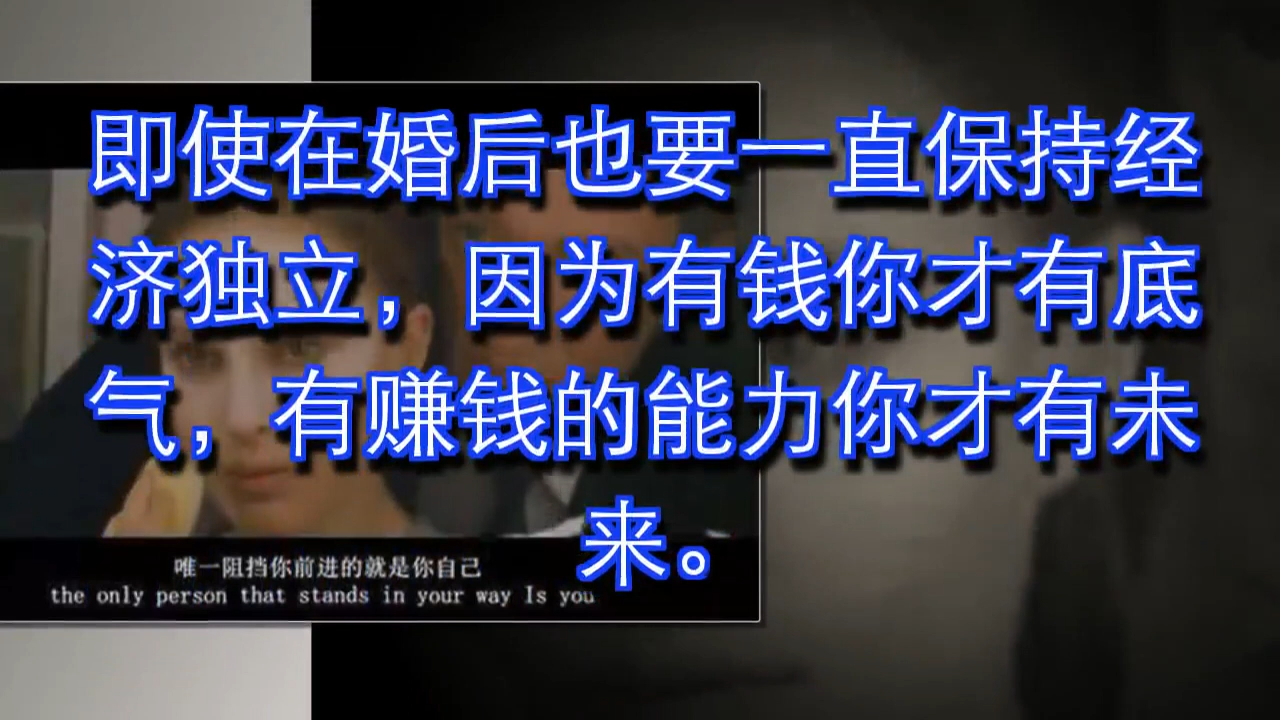 即使在婚后也要一直保持经
济独立，因为有钱你才有底
气，有赚钱的能力你才有未
来。
唯一阻挡你前进的就是你自己
the only person that stands in your way Is you